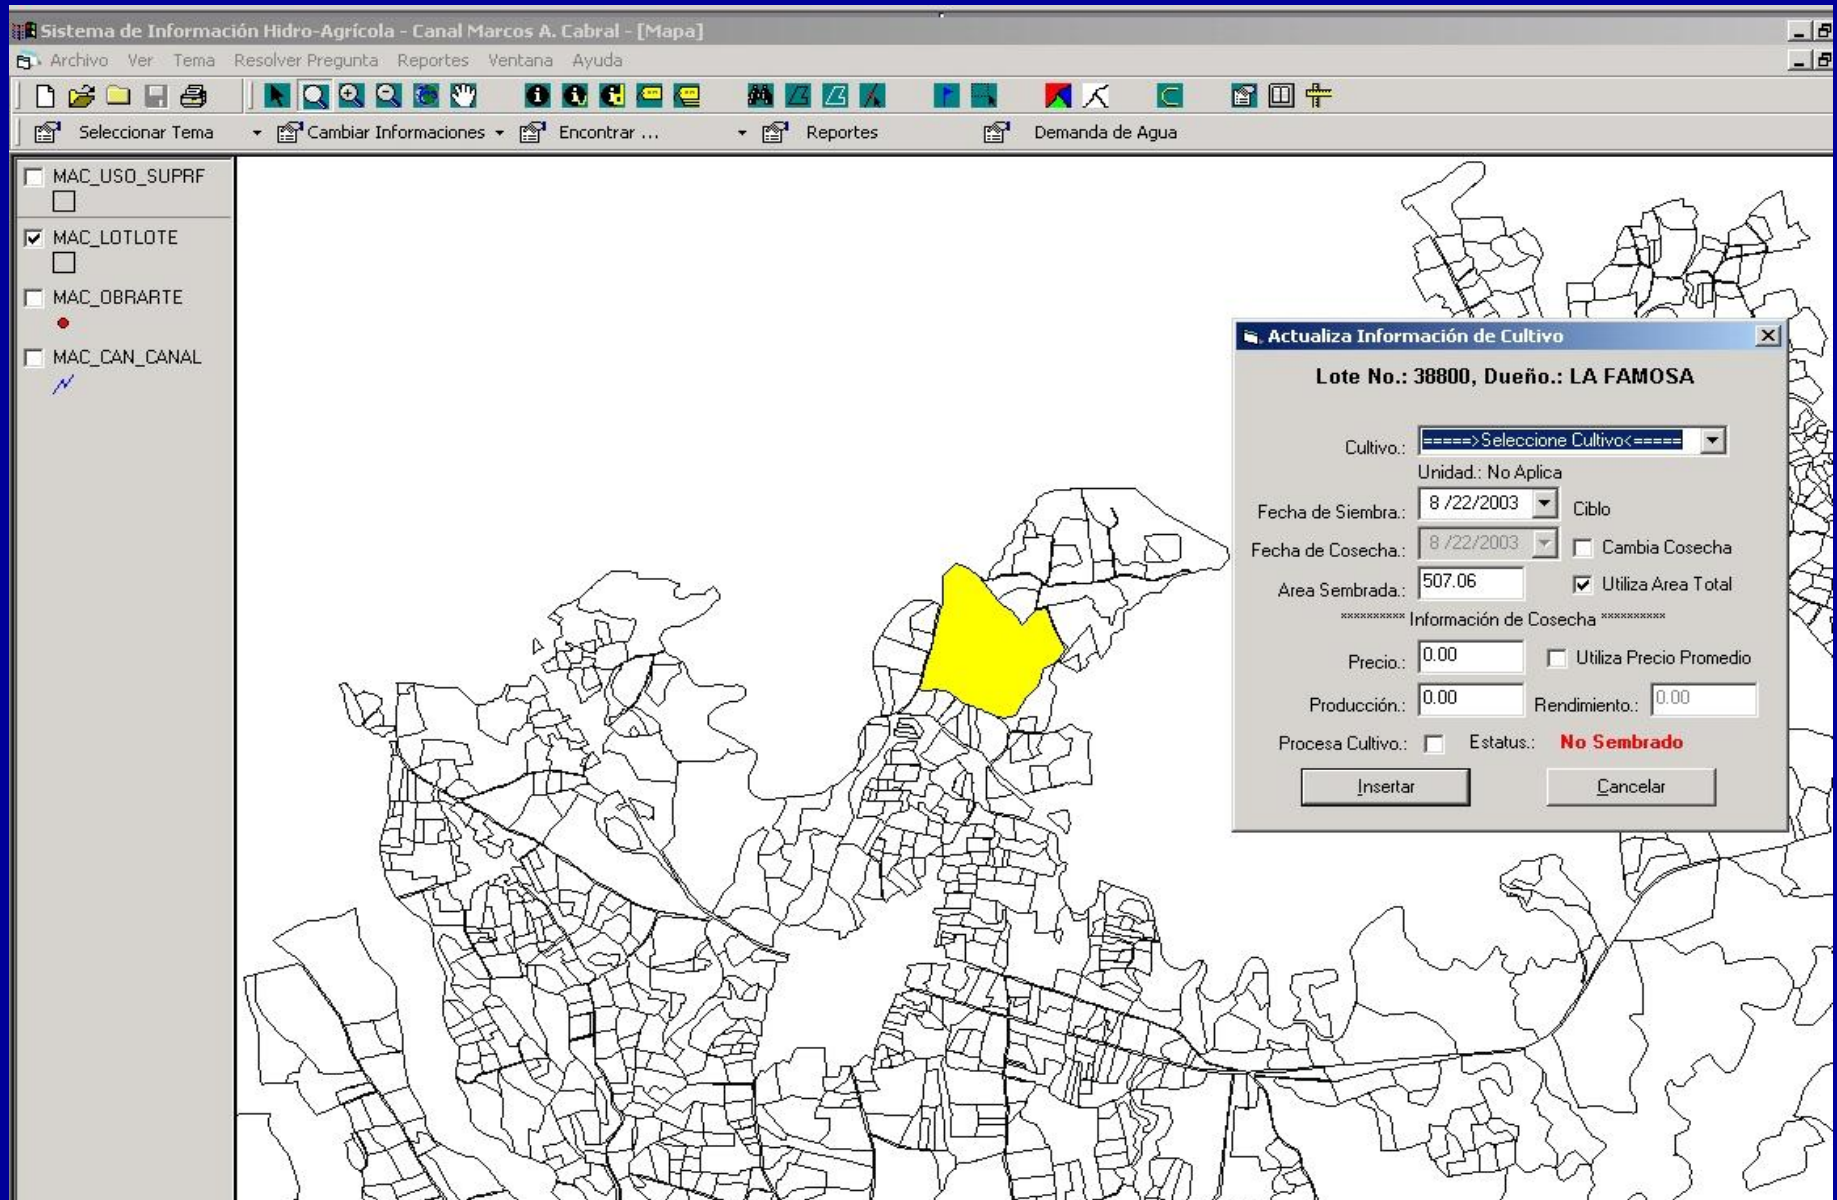 Sistema de Información Hidro-Agrícola - Canal Marcos A. Cabral - [Mapa]
Archivo Ver Tema Resolver Pregunta Reportes Ventana Ayuda
Seleccionar Tema Cambiar Informaciones Encontrar ... Reportes Demanda de Agua
MAC_USO_SUPRF
MAC_LOTLOTE
MAC_OBRARTE
MAC_CAN_CANAL
Actualiza Información de Cultivo
Lote No.: 38800, Dueño.: LA FAMOSA
Cultivo.: =====>Seleccione Cultivo<=====
Unidad.: No Aplica
Fecha de Siembra.: 8 /22/2003 Ciblo
Fecha de Cosecha.: 8 /22/2003 Cambia Cosecha
Area Sembrada.: 507.06 Utiliza Area Total
********** Información de Cosecha **********
Precio.: 0.00 Utiliza Precio Promedio
Producción.: 0.00 Rendimiento.: 0.00
Procesa Cultivo.: Estatus.: No Sembrado
Insertar Cancelar